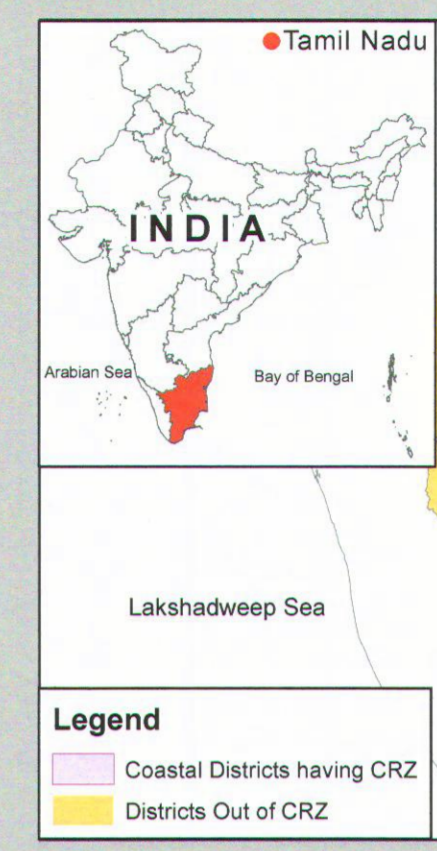 Tamil Nadu
INDIA
Arabian Sea
Bay of Bengal
Lakshadweep Sea
Legend
Coastal Districts having CRZ
Districts Out of CRZ